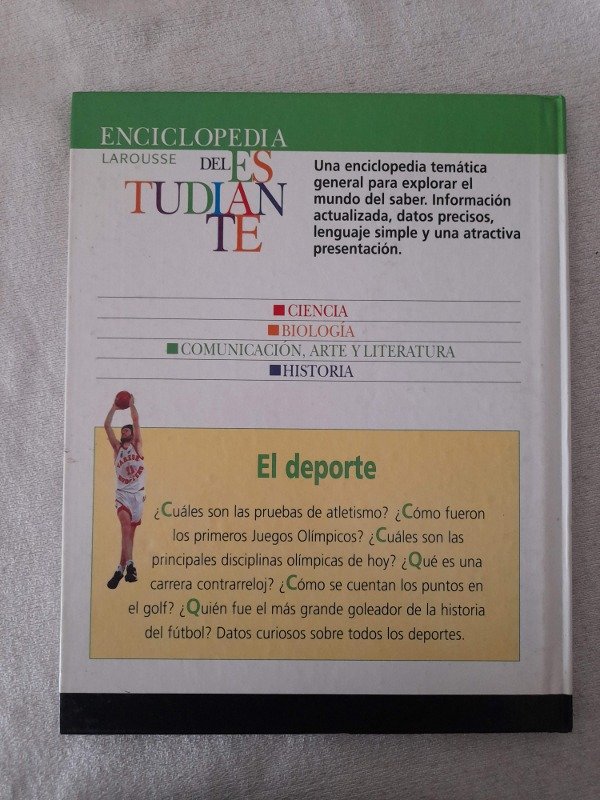 ENCICLOPEDIA
LAROUSSE DEL ES
TUDIAN
TE
Una enciclopedia temática
general para explorar el
mundo del saber. Información
actualizada, datos precisos,
lenguaje simple y una atractiva
presentación.
CIENCIA
BIOLOGÍA
COMUNICACIÓN, ARTE Y LITERATURA
HISTORIA
El deporte
¿Cuáles son las pruebas de atletismo? ¿Cómo fueron
los primeros Juegos Olímpicos? ¿Cuáles son las
principales disciplinas olímpicas de hoy? ¿Qué es una
carrera contrarreloj? ¿Cómo se cuentan los puntos en
el golf? ¿Quién fue el más grande goleador de la historia
del fútbol? Datos curiosos sobre todos los deportes.